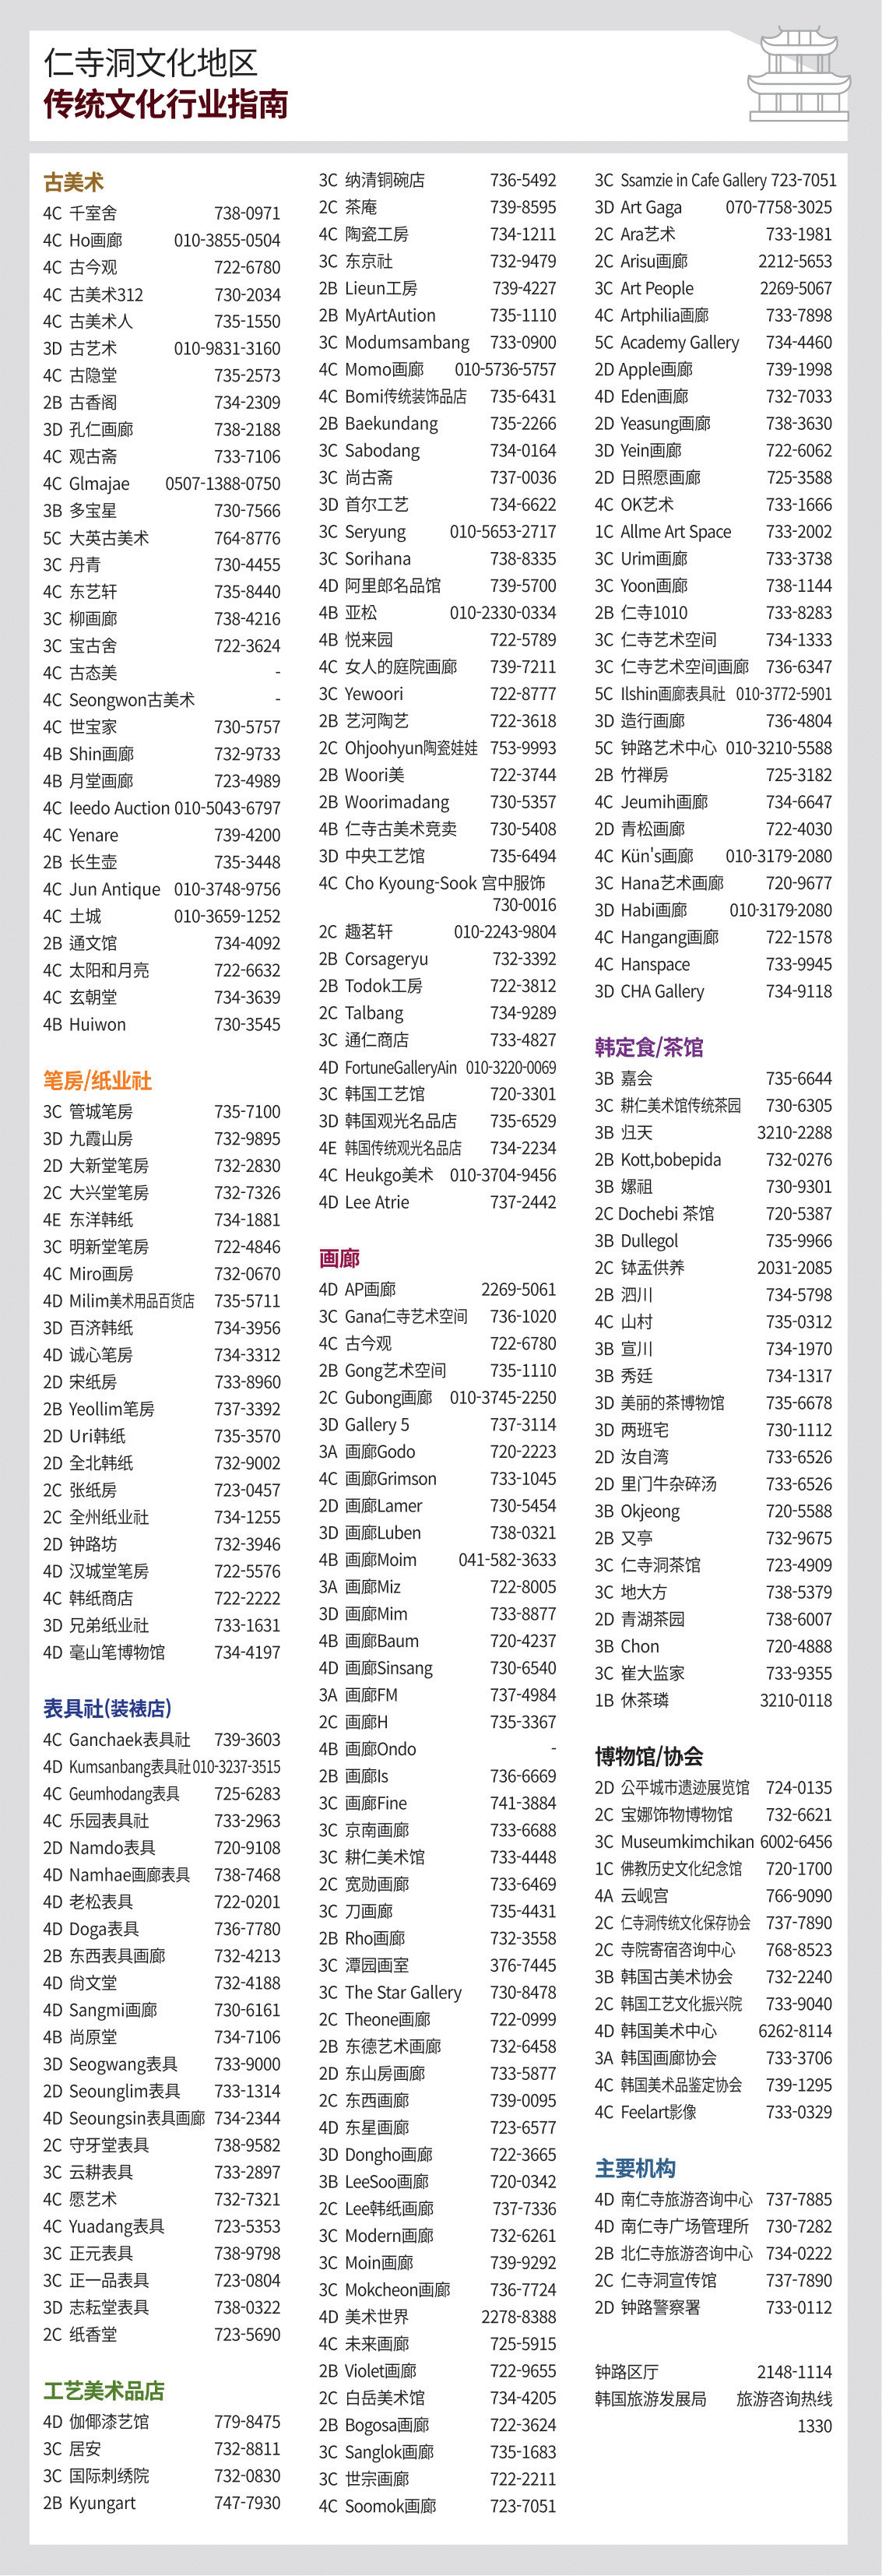 仁寺洞文化地区
传统文化行业指南
古美术
4C 千室舍 738-0971
4C Ho画廊 010-3855-0504
4C 古今观 722-6780
4C 古美术312 730-2034
4C 古美术人 735-1550
3D 古艺术 010-9831-3160
4C 古隐堂 735-2573
2B 古香阁 734-2309
3D 孔仁画廊 738-2188
4C 观古斋 733-7106
4C Glmajae 0507-1388-0750
3B 多宝星 730-7566
5C 大英古美术 764-8776
3C 丹青 730-4455
4C 东艺轩 735-8440
3C 柳画廊 738-4216
3C 宝古舍 722-3624
4C 古态美 -
4C Seongwon古美术 -
4C 世宝家 730-5757
4B Shin画廊 732-9733
4B 月堂画廊 723-4989
4C Ieedo Auction 010-5043-6797
4C Yenare 739-4200
2B 长生壶 735-3448
4C Jun Antique 010-3748-9756
4C 土城 010-3659-1252
2B 通文馆 734-4092
4C 太阳和月亮 722-6632
4C 玄朝堂 734-3639
4B Huiwon 730-3545
笔房/纸业社
3C 管城笔房 735-7100
3D 九霞山房 732-9895
2D 大新堂笔房 732-2830
2C 大兴堂笔房 732-7326
4E 东洋韩纸 734-1881
3C 明新堂笔房 722-4846
4C Miro画房 732-0670
4D Milim美术用品百货店 735-5711
3D 百济韩纸 734-3956
4D 诚心笔房 734-3312
2D 宋纸房 733-8960
2B Yeollim笔房 737-3392
2D Uri韩纸 735-3570
2D 全北韩纸 732-9002
2C 张纸房 723-0457
2C 全州纸业社 734-1255
2D 钟路坊 732-3946
4D 汉城堂笔房 722-5576
4C 韩纸商店 722-2222
3D 兄弟纸业社 733-1631
4D 毫山笔博物馆 734-4197
表具社(装裱店)
4C Ganchaek表具社 739-3603
4D Kumsanbang表具社 010-3237-3515
4C Geumhodang表具 725-6283
4C 乐园表具社 733-2963
2D Namdo表具 720-9108
4D Namhae画廊表具 738-7468
4D 老松表具 722-0201
4D Doga表具 736-7780
2B 东西表具画廊 732-4213
4D 尙文堂 732-4188
4D Sangmi画廊 730-6161
4B 尚原堂 734-7106
3D Seogwang表具 733-9000
2D Seounglim表具 733-1314
4D Seoungsin表具画廊 734-2344
2C 守牙堂表具 738-9582
3C 云耕表具 733-2897
4C 愿艺术 732-7321
4C Yuadang表具 723-5353
3C 正元表具 738-9798
3C 正一品表具 723-0804
3D 志耘堂表具 738-0322
2C 纸香堂 723-5690
工艺美术品店
4D 伽倻漆艺馆 779-8475
3C 居安 732-8811
3C 国际刺绣院 732-0830
2B Kyungart 747-7930
3C 纳清铜碗店 736-5492
2C 茶庵 739-8595
4C 陶瓷工房 734-1211
3C 东京社 732-9479
2B Lieun工房 739-4227
2B MyArtAution 735-1110
3C Modumsambang 733-0900
4C Momo画廊 010-5736-5757
4C Bomi传统装饰品店 735-6431
2B Baekundang 735-2266
3C Sabodang 734-0164
3C 尚古斋 737-0036
3D 首尔工艺 734-6622
3C Seryung 010-5653-2717
3C Sorihana 738-8335
4D 阿里郎名品馆 739-5700
4B 亚松 010-2330-0334
4B 悦来园 722-5789
4C 女人的庭院画廊 739-7211
3C Yewoori 722-8777
2B 艺河陶艺 722-3618
2C Ohjoohyun陶瓷娃娃 753-9993
2B Woori美 722-3744
2B Woorimadang 730-5357
4B 仁寺古美术竞卖 730-5408
3D 中央工艺馆 735-6494
4C Cho Kyoung-Sook 宫中服饰
730-0016
2C 趣茗轩 010-2243-9804
2B Corsageryu 732-3392
2B Todok工房 722-3812
2C Talbang 734-9289
3C 通仁商店 733-4827
4D FortuneGalleryAin 010-3220-0069
3C 韩国工艺馆 720-3301
3D 韩国观光名品店 735-6529
4E 韩国传统观光名品店 734-2234
4C Heukgo美术 010-3704-9456
4D Lee Atrie 737-2442
画廊
4D AP画廊 2269-5061
3C Gana仁寺艺术空间 736-1020
4C 古今观 722-6780
2B Gong艺术空间 735-1110
2C Gubong画廊 010-3745-2250
3D Gallery 5 737-3114
3A 画廊Godo 720-2223
4C 画廊Grimson 733-1045
2D 画廊Lamer 730-5454
3D 画廊Luben 738-0321
4B 画廊Moim 041-582-3633
3A 画廊Miz 722-8005
3D 画廊Mim 733-8877
4B 画廊Baum 720-4237
4D 画廊Sinsang 730-6540
3A 画廊FM 737-4984
2C 画廊H 735-3367
4B 画廊Ondo -
2B 画廊Is 736-6669
3C 画廊Fine 741-3884
3C 京南画廊 733-6688
3C 耕仁美术馆 733-4448
2C 宽勋画廊 733-6469
3C 刀画廊 735-4431
2B Rho画廊 732-3558
3C 潭园画室 376-7445
3C The Star Gallery 730-8478
2C Theone画廊 722-0999
2B 东德艺术画廊 732-6458
2D 东山房画廊 733-5877
2C 东西画廊 739-0095
4D 东星画廊 723-6577
3D Dongho画廊 722-3665
3B LeeSoo画廊 720-0342
2C Lee韩纸画廊 737-7336
3C Modern画廊 732-6261
3C Moin画廊 739-9292
3C Mokcheon画廊 736-7724
4D 美术世界 2278-8388
4C 未来画廊 725-5915
2B Violet画廊 722-9655
2C 白岳美术馆 734-4205
2B Bogosa画廊 722-3624
3C Sanglok画廊 735-1683
3C 世宗画廊 722-2211
4C Soomok画廊 723-7051
3C Ssamzie in Cafe Gallery 723-7051
3D Art Gaga 070-7758-3025
2C Ara艺术 733-1981
2C Arisu画廊 2212-5653
3C Art People 2269-5067
4C Artphilia画廊 733-7898
5C Academy Gallery 734-4460
2D Apple画廊 739-1998
4D Eden画廊 732-7033
2D Yeasung画廊 738-3630
3D Yein画廊 722-6062
2D 日照愿画廊 725-3588
4C OK艺术 733-1666
1C Allme Art Space 733-2002
3C Urim画廊 733-3738
3C Yoon画廊 738-1144
2B 仁寺1010 733-8283
3C 仁寺艺术空间 734-1333
3C 仁寺艺术空间画廊 736-6347
5C Ilshin画廊表具社 010-3772-5901
3D 造行画廊 736-4804
5C 钟路艺术中心 010-3210-5588
2B 竹禅房 725-3182
4C Jeumih画廊 734-6647
2D 青松画廊 722-4030
4C Kün's画廊 010-3179-2080
3C Hana艺术画廊 720-9677
3D Habi画廊 010-3179-2080
4C Hangang画廊 722-1578
4C Hanspace 733-9945
3D CHA Gallery 734-9118
韩定食/茶馆
3B 嘉会 735-6644
3C 耕仁美术馆传统茶园 730-6305
3B 归天 3210-2288
2B Kott,bobepida 732-0276
3B 嫘祖 730-9301
2C Dochebi 茶馆 720-5387
3B Dullegol 735-9966
2C 钵盂供养 2031-2085
2B 泗川 734-5798
4C 山村 735-0312
3B 宣川 734-1970
3B 秀廷 734-1317
3D 美丽的茶博物馆 735-6678
3D 两班宅 730-1112
2D 汝自湾 733-6526
2D 里门牛杂碎汤 733-6526
3B Okjeong 720-5588
2B 又亭 732-9675
3C 仁寺洞茶馆 723-4909
3C 地大方 738-5379
2D 青湖茶园 738-6007
3B Chon 720-4888
3C 崔大监家 733-9355
1B 休茶璘 3210-0118
博物馆/协会
2D 公平城市遗迹展览馆 724-0135
2C 宝娜饰物博物馆 732-6621
3C Museumkimchikan 6002-6456
1C 佛教历史文化纪念馆 720-1700
4A 云岘宫 766-9090
2C 仁寺洞传统文化保存协会 737-7890
2C 寺院寄宿咨询中心 768-8523
3B 韩国古美术协会 732-2240
2C 韩国工艺文化振兴院 733-9040
4D 韩国美术中心 6262-8114
3A 韩国画廊协会 733-3706
4C 韩国美术品鉴定协会 739-1295
4C Feelart影像 733-0329
主要机构
4D 南仁寺旅游咨询中心 737-7885
4D 南仁寺广场管理所 730-7282
2B 北仁寺旅游咨询中心 734-0222
2C 仁寺洞宣传馆 737-7890
2D 钟路警察署 733-0112
钟路区厅 2148-1114
韩国旅游发展局 旅游咨询热线
1330